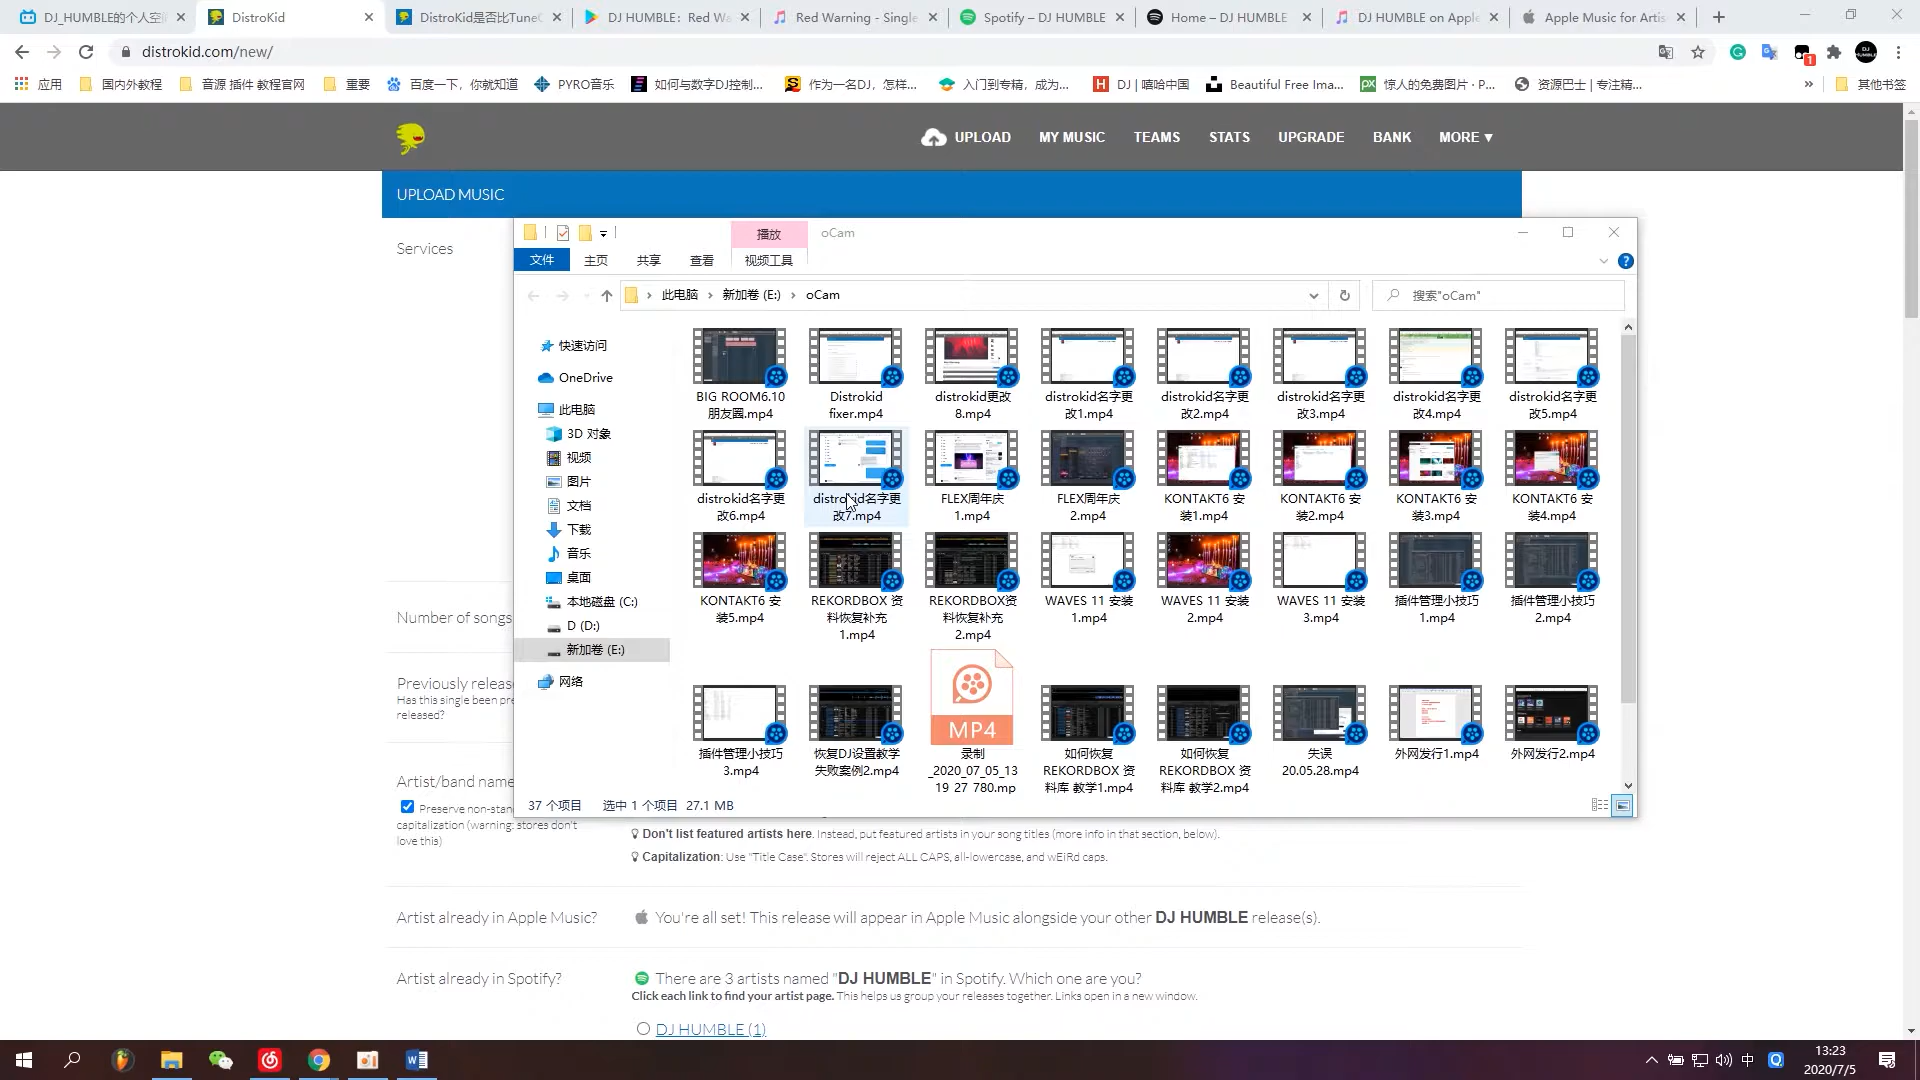 DJ_HUMBLE的个人空间
DistroKid
DistroKid是否比TuneC
DJ HUMBLE: Red Wa
Red Warning - Single
Spotify – DJ HUMBLE
Home – DJ HUMBLE
DJ HUMBLE on Apple
Apple Music for Artis
distrokid.com/new/
1
应用
国内外教程
音源 插件 教程官网
重要
百度一下，你就知道
PYRO音乐
如何与数字DJ控制...
作为一名DJ，怎样...
入门到专精，成为...
DJ | 嘻哈中国
Beautiful Free Ima...
惊人的免费图片 · P...
资源巴士 | 专注精...
»
其他书签
UPLOAD
MY MUSIC
TEAMS
STATS
UPGRADE
BANK
MORE ▼
UPLOAD MUSIC
Services
播放
oCam
文件
主页
共享
查看
视频工具
此电脑 › 新加卷 (E:) › oCam
搜索"oCam"
快速访问
OneDrive
此电脑
3D 对象
视频
图片
文档
下载
音乐
桌面
本地磁盘 (C:)
D (D:)
新加卷 (E:)
网络
BIG ROOM6.10
朋友圈.mp4
Distrokid
fixer.mp4
distrokid更改
8.mp4
distrokid名字更
改1.mp4
distrokid名字更
改2.mp4
distrokid名字更
改3.mp4
distrokid名字更
改4.mp4
distrokid名字更
改5.mp4
distrokid名字更
改6.mp4
distrokid名字更
改7.mp4
FLEX周年庆
1.mp4
FLEX周年庆
2.mp4
KONTAKT6 安
装1.mp4
KONTAKT6 安
装2.mp4
KONTAKT6 安
装3.mp4
KONTAKT6 安
装4.mp4
KONTAKT6 安
装5.mp4
REKORDBOX 资
料恢复补充
1.mp4
REKORDBOX资
料恢复补充
2.mp4
WAVES 11 安装
1.mp4
WAVES 11 安装
2.mp4
WAVES 11 安装
3.mp4
插件管理小技巧
1.mp4
插件管理小技巧
2.mp4
插件管理小技巧
3.mp4
恢复DJ设置教学
失败案例2.mp4
MP4
录制
_2020_07_05_13
19 27 780.mp
如何恢复
REKORDBOX 资
料库 教学1.mp4
如何恢复
REKORDBOX 资
料库 教学2.mp4
失误
20.05.28.mp4
外网发行1.mp4
外网发行2.mp4
37 个项目 选中 1 个项目 27.1 MB
Number of songs
Previously release
Has this single been pre
released?
Artist/band name
Preserve non-stan
capitalization (warning: stores don't
love this)
Don't list featured artists here. Instead, put featured artists in your song titles (more info in that section, below).
Capitalization: Use "Title Case". Stores will reject ALL CAPS, all-lowercase, and wEiRd caps.
Artist already in Apple Music?
You're all set! This release will appear in Apple Music alongside your other DJ HUMBLE release(s).
Artist already in Spotify?
There are 3 artists named "DJ HUMBLE" in Spotify. Which one are you?
Click each link to find your artist page. This helps us group your releases together. Links open in a new window.
DJ HUMBLE (1)
中
13:23
2020/7/5